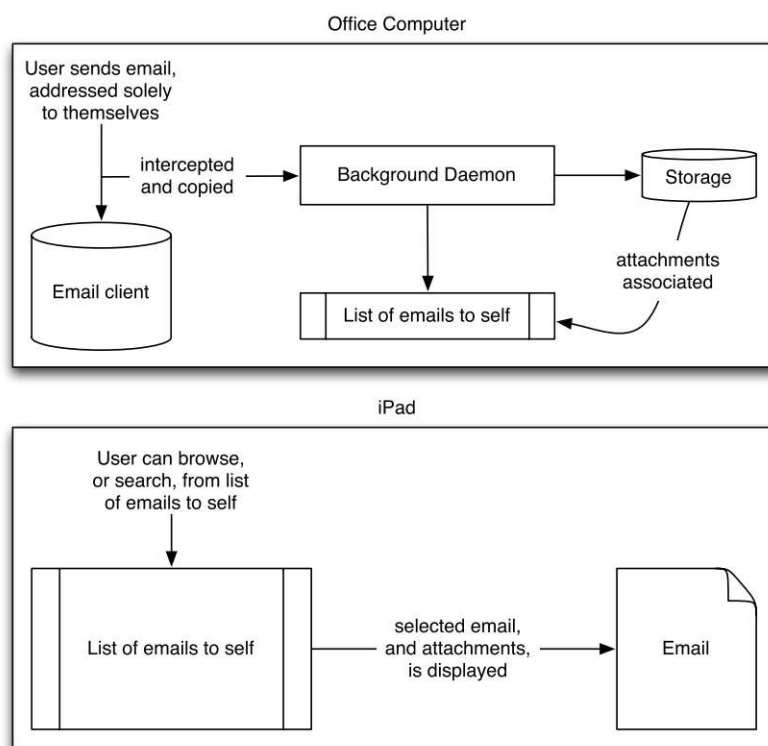 Office Computer
User sends email,
addressed solely
to themselves
intercepted
and copied
Background Daemon
Storage
Email client
attachments
associated
List of emails to self
iPad
User can browse,
or search, from list
of emails to self
List of emails to self
selected email,
and attachments,
is displayed
Email